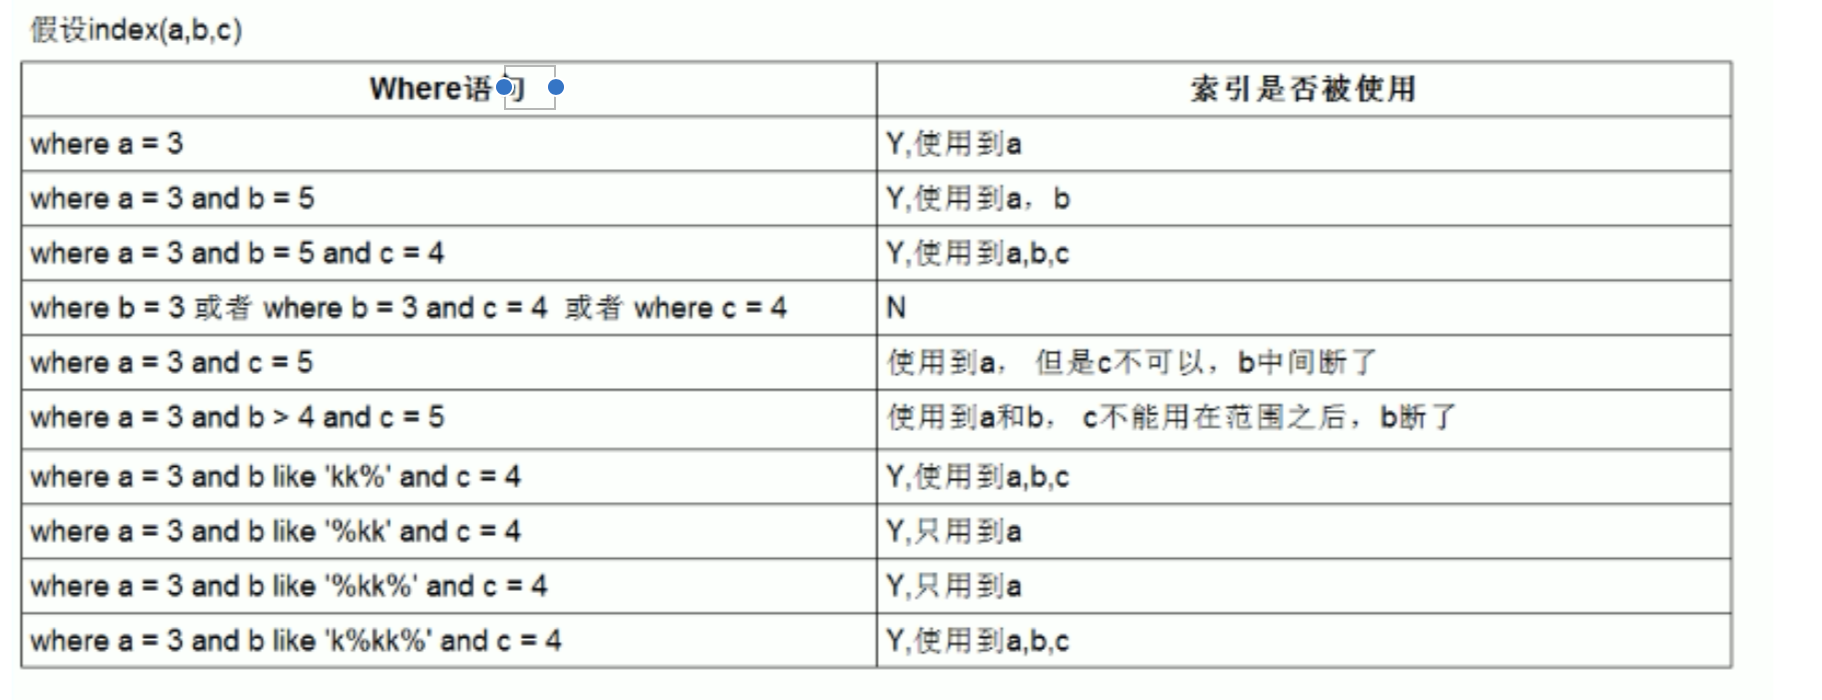 假设index(a,b,c)
Where语句 索引是否被使用
where a = 3 Y,使用到a
where a = 3 and b = 5 Y,使用到a，b
where a = 3 and b = 5 and c = 4 Y,使用到a,b,c
where b = 3 或者 where b = 3 and c = 4 或者 where c = 4 N
where a = 3 and c = 5 使用到a， 但是c不可以，b中间断了
where a = 3 and b > 4 and c = 5 使用到a和b， c不能用在范围之后，b断了
where a = 3 and b like 'kk%' and c = 4 Y,使用到a,b,c
where a = 3 and b like '%kk' and c = 4 Y,只用到a
where a = 3 and b like '%kk%' and c = 4 Y,只用到a
where a = 3 and b like 'k%kk%' and c = 4 Y,使用到a,b,c